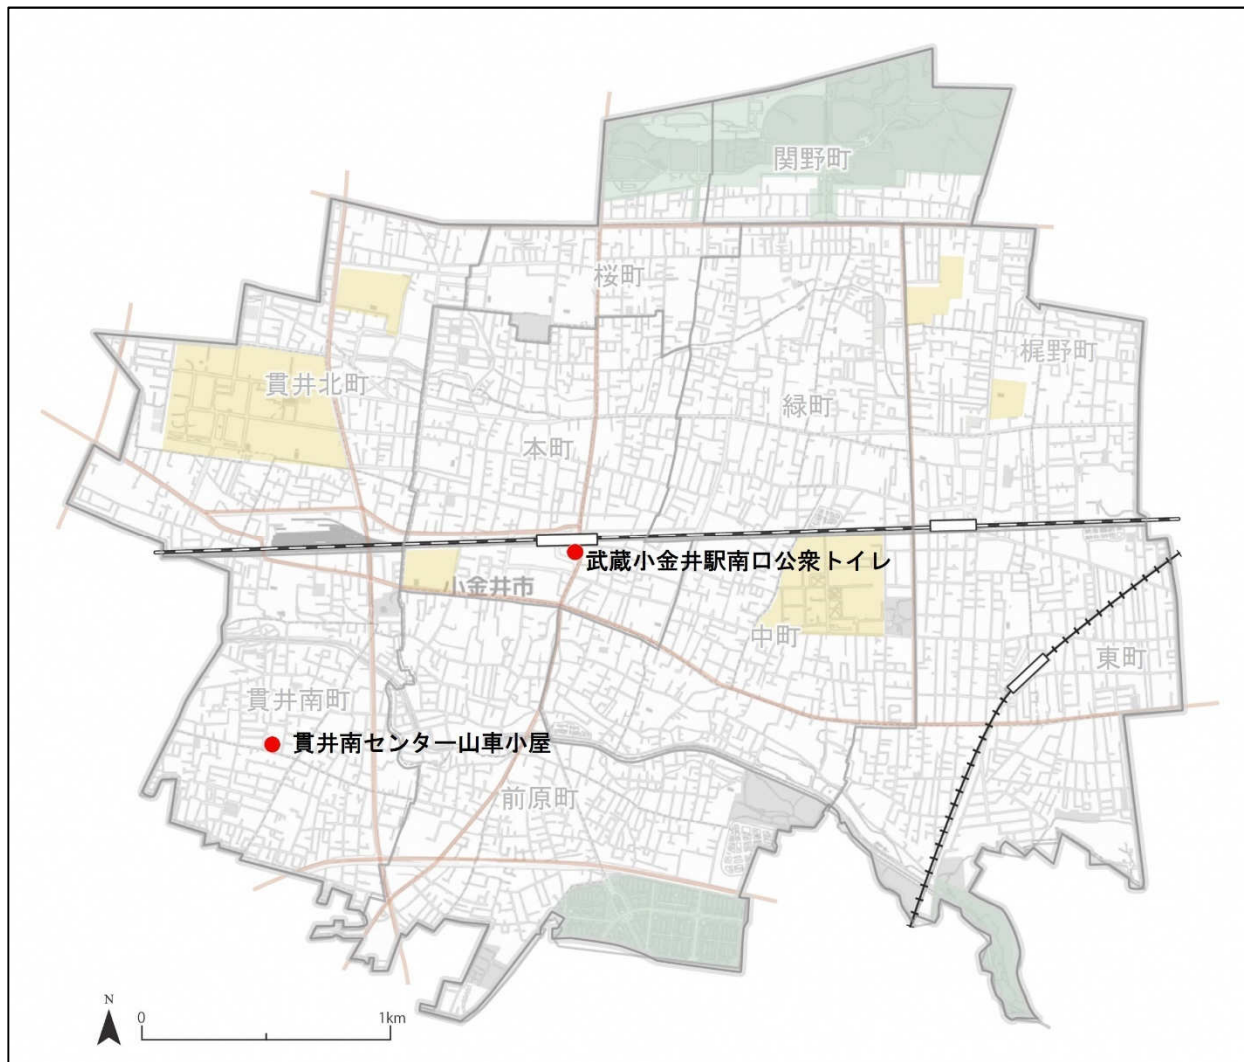 関野町
桜町
梶野町
貫井北町
緑町
本町
武蔵小金井駅南口公衆トイレ
小金井市
中町
東町
貫井南町
貫井南センター山車小屋
前原町
N
0
1km